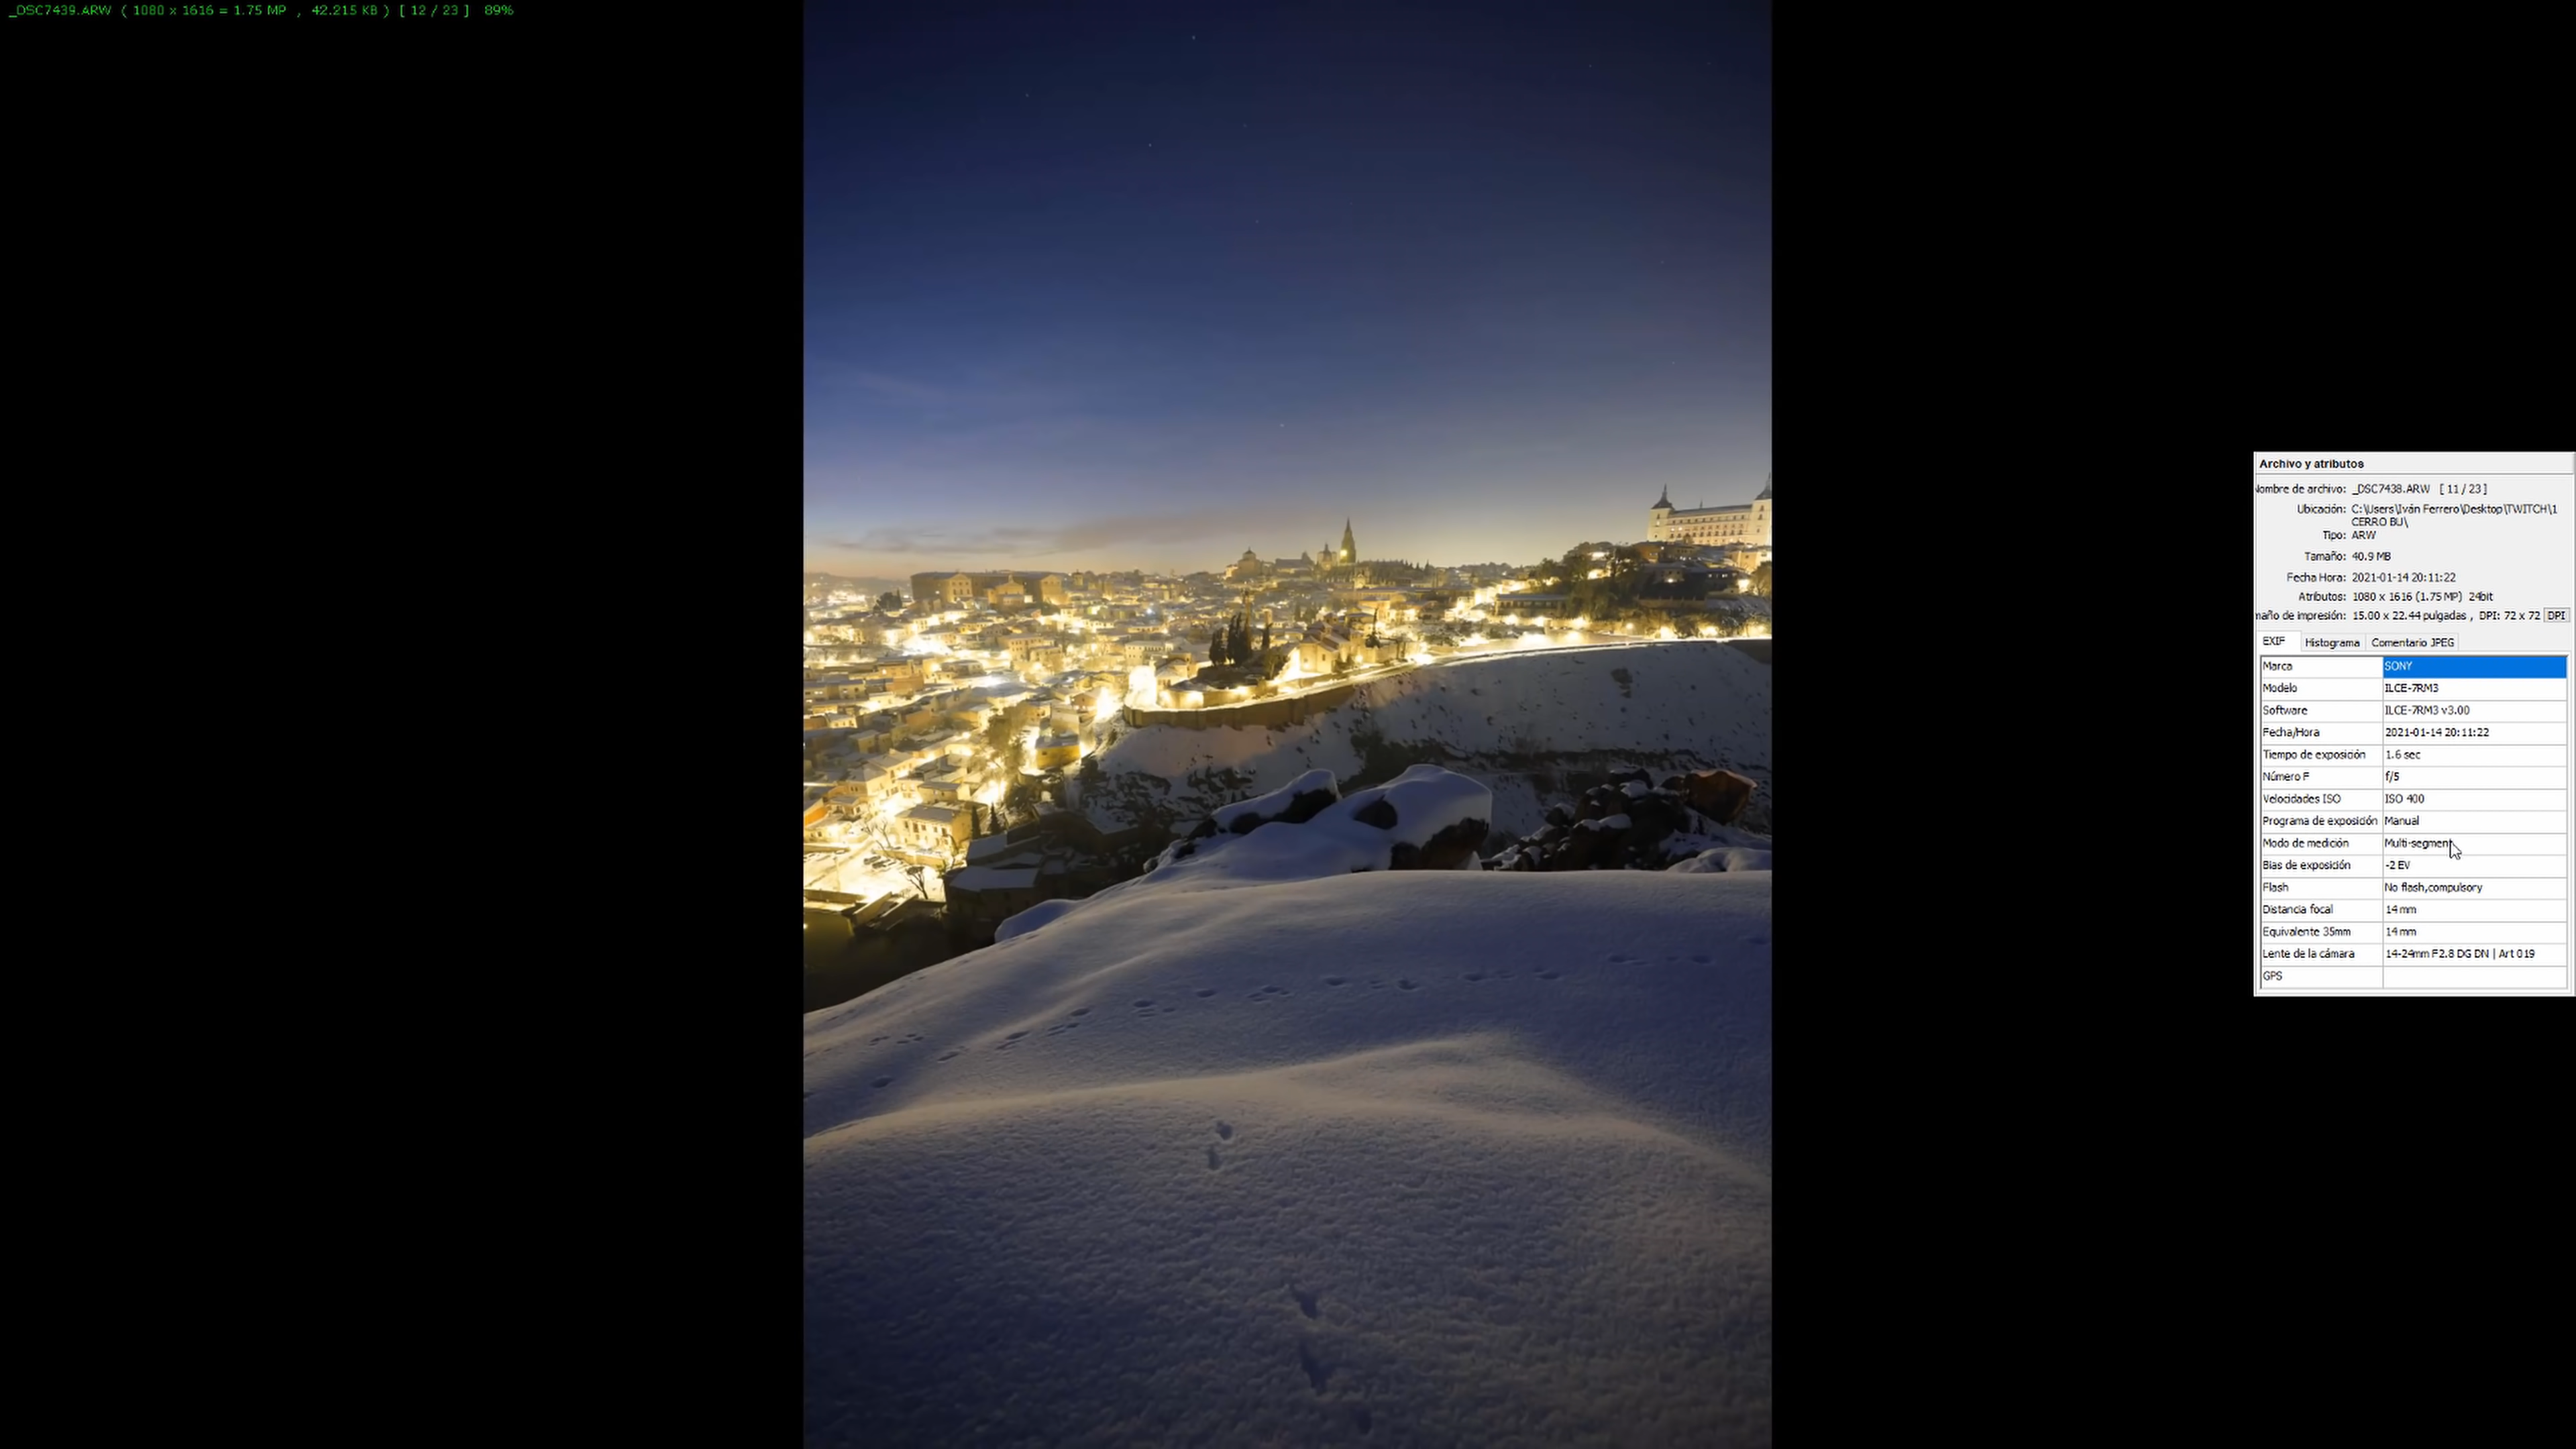 _DSC7439.ARW ( 1080 x 1616 = 1.75 MP , 42.215 KB ) [ 12 / 23 ] 89%
Archivo y atributos
Nombre de archivo: _DSC7438.ARW [ 11 / 23 ]
Ubicación: C:\Users\Iván Ferrero\Desktop\TWITCH\1
CERRO BU\
Tipo: ARW
Tamaño: 40.9 MB
Fecha Hora: 2021-01-14 20:11:22
Atributos: 1080 x 1616 (1.75 MP) 24bit
maño de impresión: 15.00 x 22.44 pulgadas , DPI: 72 x 72 DPI
EXIF Histograma Comentario JPEG
Marca SONY
Modelo ILCE-7RM3
Software ILCE-7RM3 v3.00
Fecha/Hora 2021-01-14 20:11:22
Tiempo de exposición 1.6 sec
Número F f/5
Velocidades ISO ISO 400
Programa de exposición Manual
Modo de medición Multi-segment
Bias de exposición -2 EV
Flash No flash,compulsory
Distancia focal 14 mm
Equivalente 35mm 14 mm
Lente de la cámara 14-24mm F2.8 DG DN | Art 019
GPS